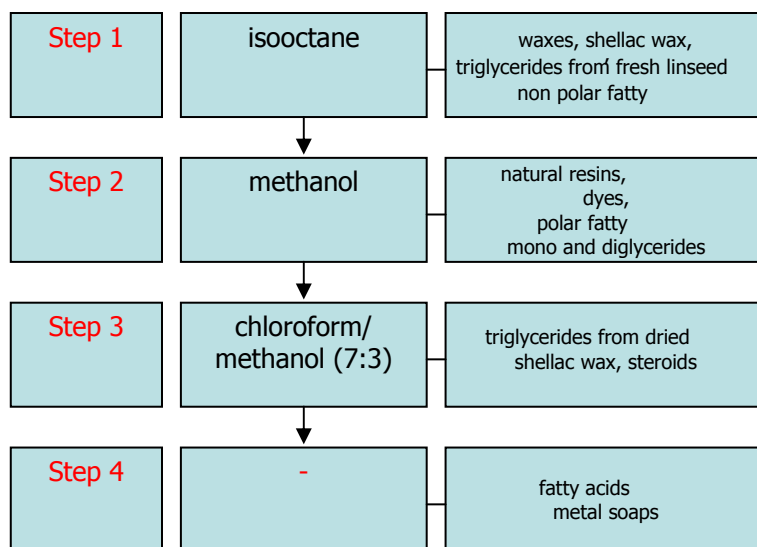 Step 1
isooctane
waxes, shellac wax,
triglycerides from fresh linseed
non polar fatty
Step 2
methanol
natural resins,
dyes,
polar fatty
mono and diglycerides
Step 3
chloroform/
methanol (7:3)
triglycerides from dried
shellac wax, steroids
Step 4
-
fatty acids
metal soaps